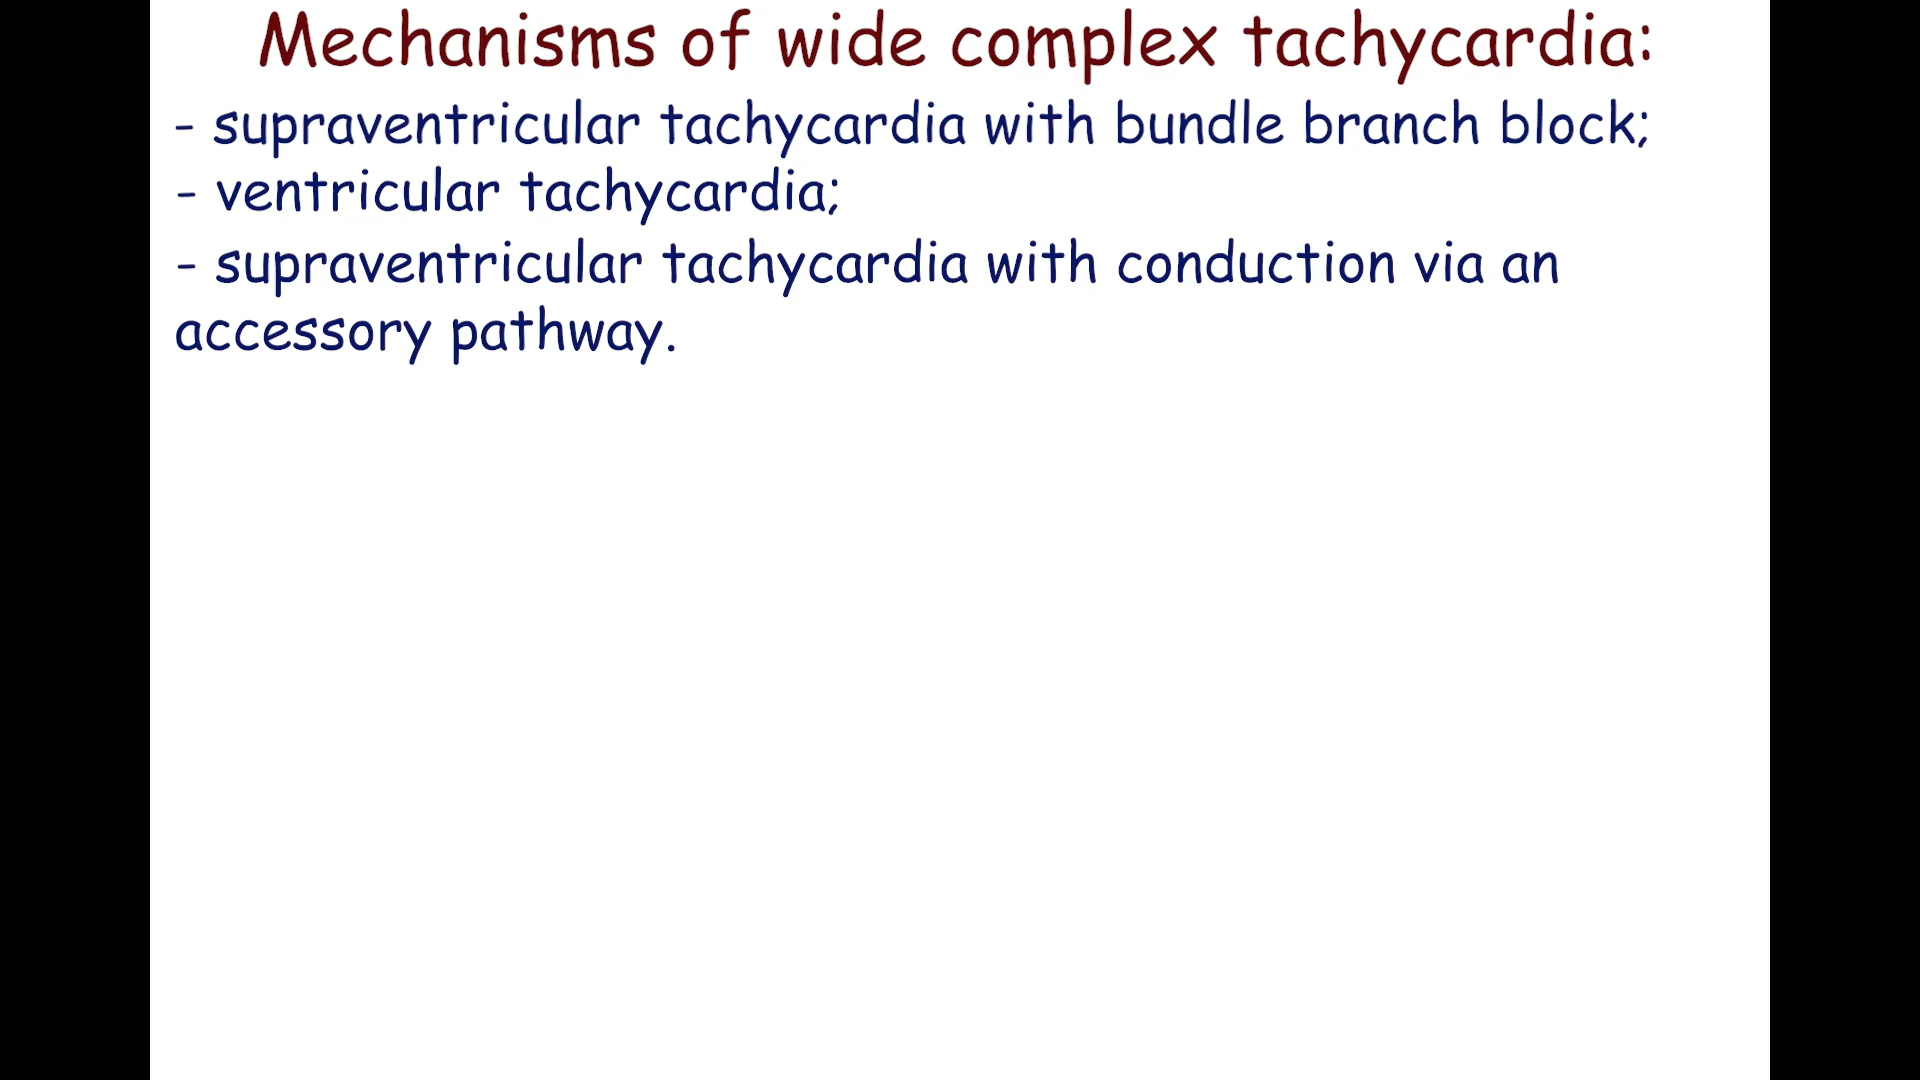 Mechanisms of wide complex tachycardia:
- supraventricular tachycardia with bundle branch block;
- ventricular tachycardia;
- supraventricular tachycardia with conduction via an
accessory pathway.